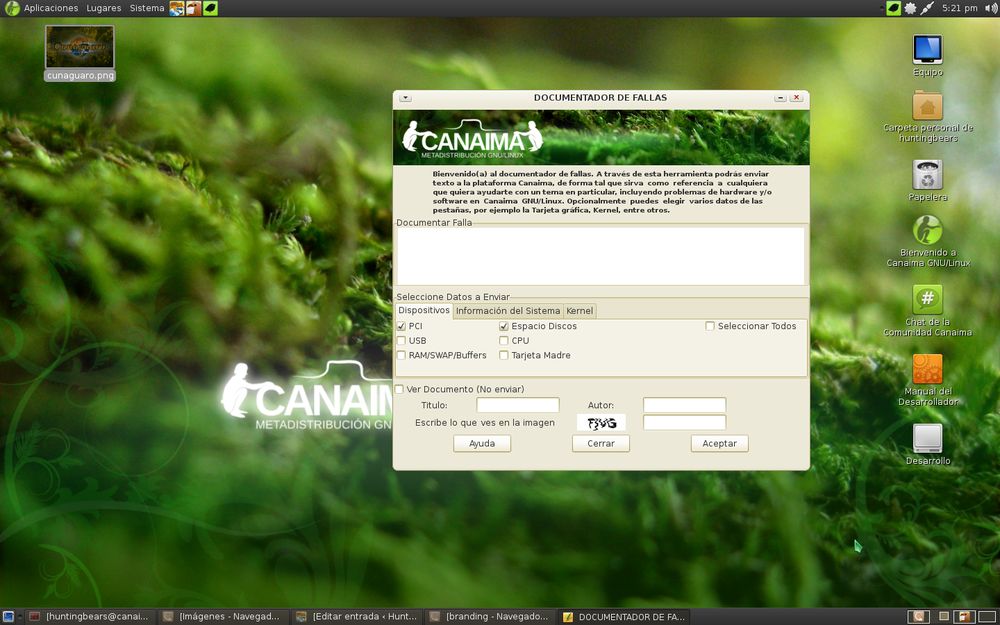 Aplicaciones Lugares Sistema
5:21 pm
cunaguaro.png
Equipo
Carpeta personal de
huntingbears
Papelera
Bienvenido a
Canaima GNU/Linux
#
Chat de la
Comunidad Canaima
Manual del
Desarrollador
Desarrollo
CANAIM
METADISTRIBUCIÓN GN
DOCUMENTADOR DE FALLAS
CANAIMA
METADISTRIBUCIÓN GNU/LINUX
Bienvenido(a) al documentador de fallas. A través de esta herramienta podrás enviar
texto a la plataforma Canaima, de forma tal que sirva como referencia a cualquiera
que quiera ayudarte con un tema en particular, incluyendo problemas de hardware y/o
software en Canaima GNU/Linux. Opcionalmente puedes elegir varios datos de las
pestañas, por ejemplo la Tarjeta gráfica, Kernel, entre otros.
Documentar Falla
Seleccione Datos a Enviar
Dispositivos Información del Sistema Kernel
PCI Espacio Discos Seleccionar Todos
USB CPU
RAM/SWAP/Buffers Tarjeta Madre
Ver Documento (No enviar)
Titulo: Autor:
Escribe lo que ves en la imagen
Ayuda Cerrar Aceptar
[huntingbears@canai... [Imágenes - Navegad... [Editar entrada ‹ Hunt... [branding - Navegado... DOCUMENTADOR DE FA...